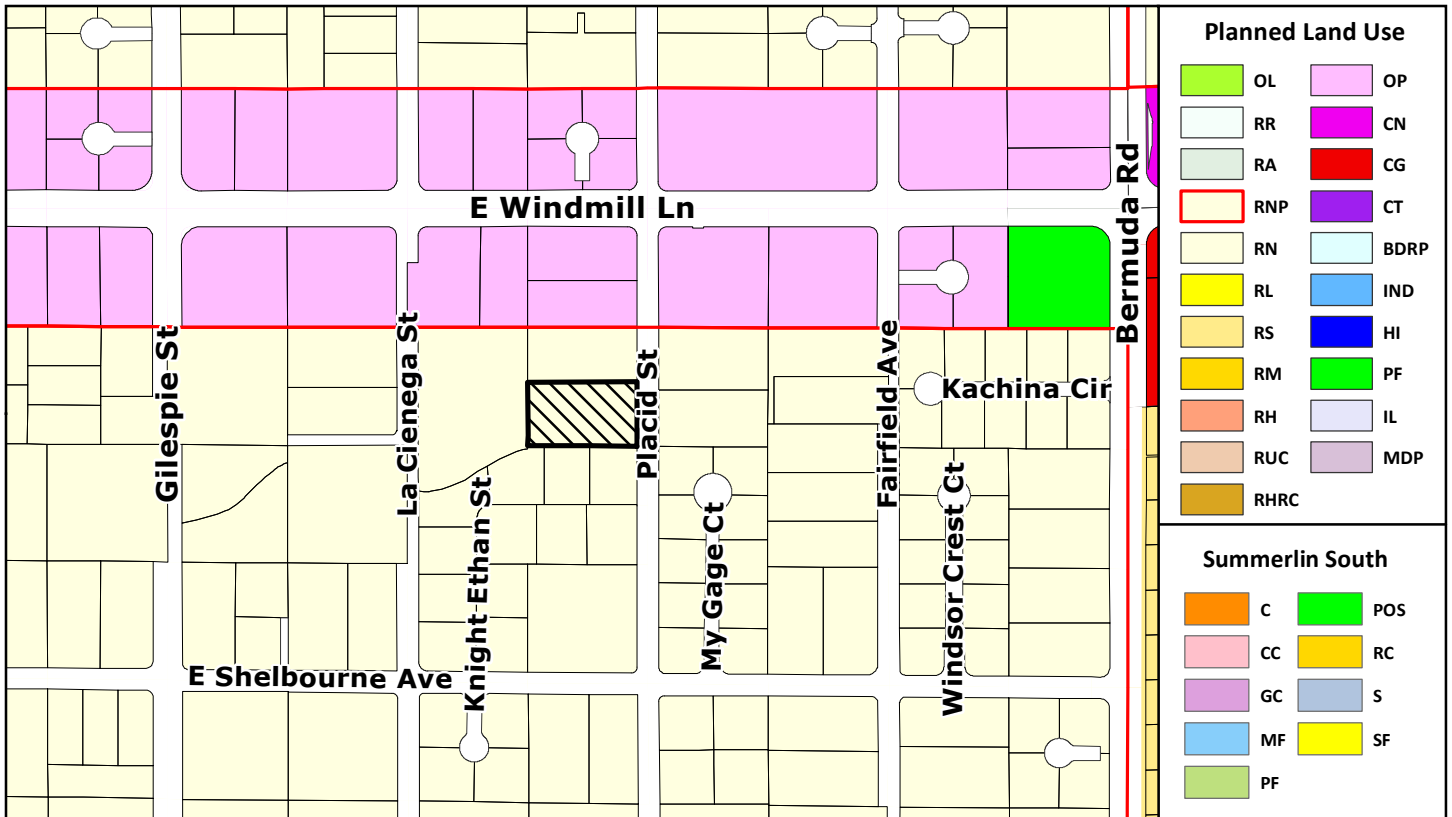 E Windmill Ln
Bermuda Rd
Gilespie St
La Cienega St
Placid St
Fairfield Ave
Kachina Cir
Knight Ethan St
My Gage Ct
Windsor Crest Ct
E Shelbourne Ave
Planned Land Use
OL OP
RR CN
RA CG
RNP CT
RN BDRP
RL IND
RS HI
RM PF
RH IL
RUC MDP
RHRC
Summerlin South
C POS
CC RC
GC S
MF SF
PF